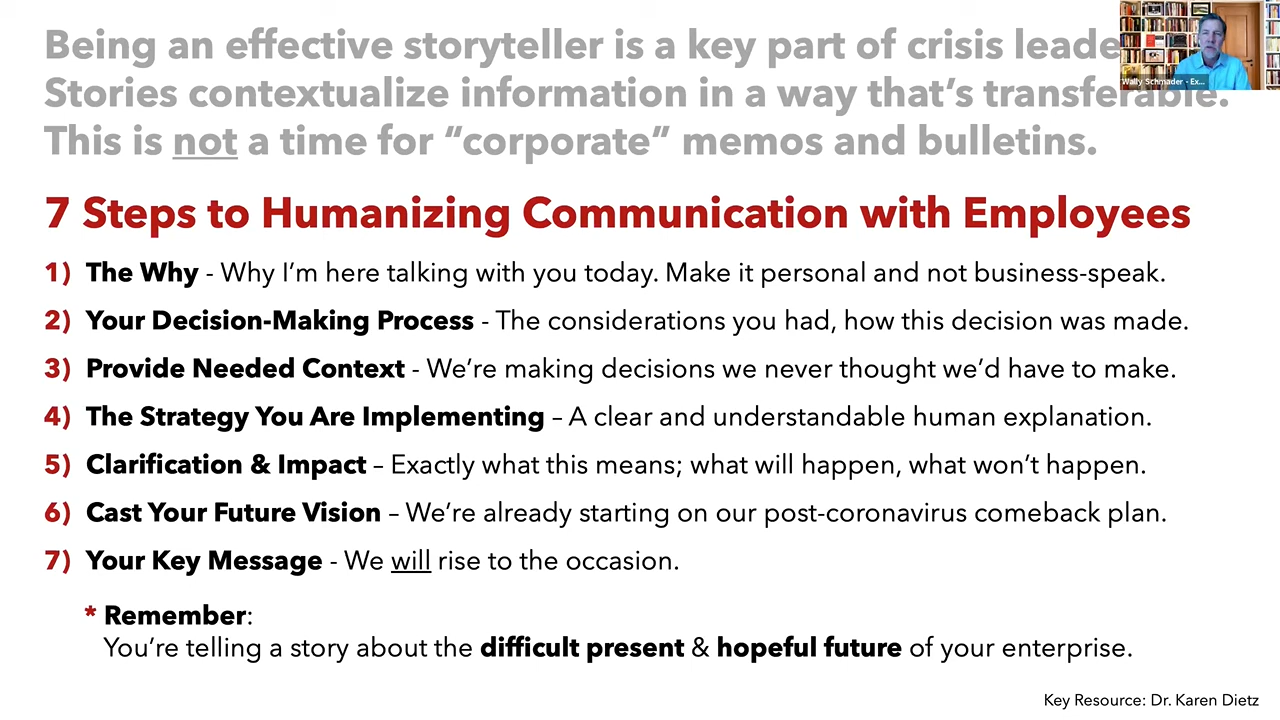 Being an effective storyteller is a key part of crisis
Stories contextualize information in a way that's transferable.
This is not a time for “corporate” memos and bulletins.
Wally Schmader - Ex...
7 Steps to Humanizing Communication with Employees
1) The Why - Why I'm here talking with you today. Make it personal and not business-speak.
2) Your Decision-Making Process - The considerations you had, how this decision was made.
3) Provide Needed Context - We're making decisions we never thought we'd have to make.
4) The Strategy You Are Implementing – A clear and understandable human explanation.
5) Clarification & Impact – Exactly what this means; what will happen, what won't happen.
6) Cast Your Future Vision – We're already starting on our post-coronavirus comeback plan.
7) Your Key Message - We will rise to the occasion.
* Remember:
You're telling a story about the difficult present & hopeful future of your enterprise.
Key Resource: Dr. Karen Dietz